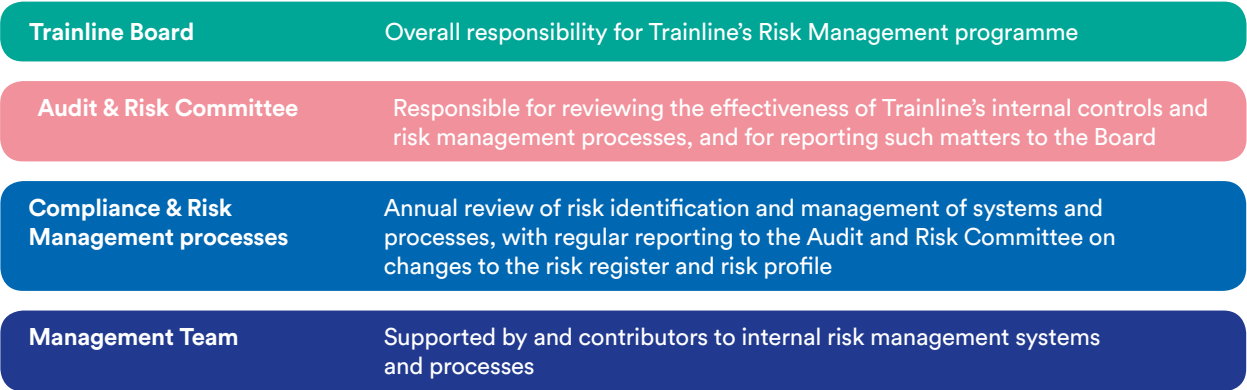 Trainline Board
Overall responsibility for Trainline’s Risk Management programme
Audit & Risk Committee
Responsible for reviewing the effectiveness of Trainline’s internal controls and
risk management processes, and for reporting such matters to the Board
Compliance & Risk
Management processes
Annual review of risk identification and management of systems and
processes, with regular reporting to the Audit and Risk Committee on
changes to the risk register and risk profile
Management Team
Supported by and contributors to internal risk management systems
and processes